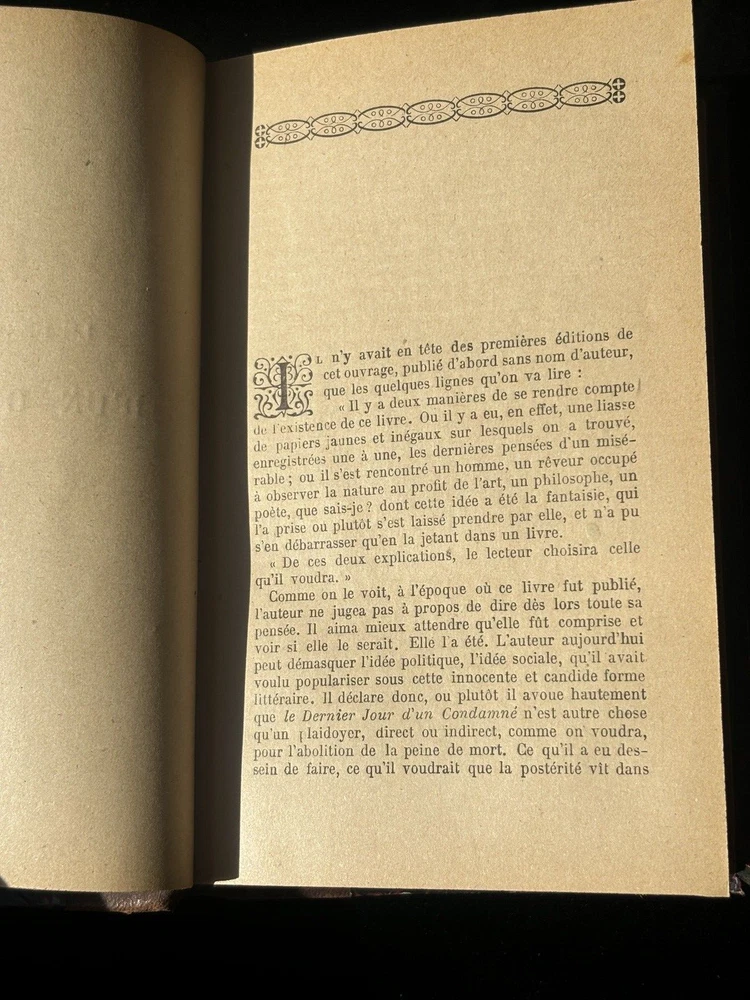 IL n'y avait en tête des premières éditions de
cet ouvrage, publié d'abord sans nom d'auteur,
que les quelques lignes qu'on va lire :
« Il y a deux manières de se rendre compte
de l'existence de ce livre. Ou il y a eu, en effet, une liasse
de papiers jaunes et inégaux sur lesquels on a trouvé,
enregistrées une à une, les dernières pensées d'un misé-
rable ; ou il s'est rencontré un homme, un rêveur occupé
à observer la nature au profit de l'art, un philosophe, un
poète, que sais-je ? dont cette idée a été la fantaisie, qui
l'a prise ou plutôt s'est laissé prendre par elle, et n'a pu
s'en débarrasser qu'en la jetant dans un livre.
« De ces deux explications, le lecteur choisira celle
qu'il voudra. »
Comme on le voit, à l'époque où ce livre fut publié,
l'auteur ne jugea pas à propos de dire dès lors toute sa
pensée. Il aima mieux attendre qu'elle fût comprise et
voir si elle le serait. Elle l'a été. L'auteur aujourd'hui
peut démasquer l'idée politique, l'idée sociale, qu'il avait
voulu populariser sous cette innocente et candide forme
littéraire. Il déclare donc, ou plutôt il avoue hautement
que le Dernier Jour d'un Condamné n'est autre chose
qu'un plaidoyer, direct ou indirect, comme on voudra,
pour l'abolition de la peine de mort. Ce qu'il a eu des-
sein de faire, ce qu'il voudrait que la postérité vît dans